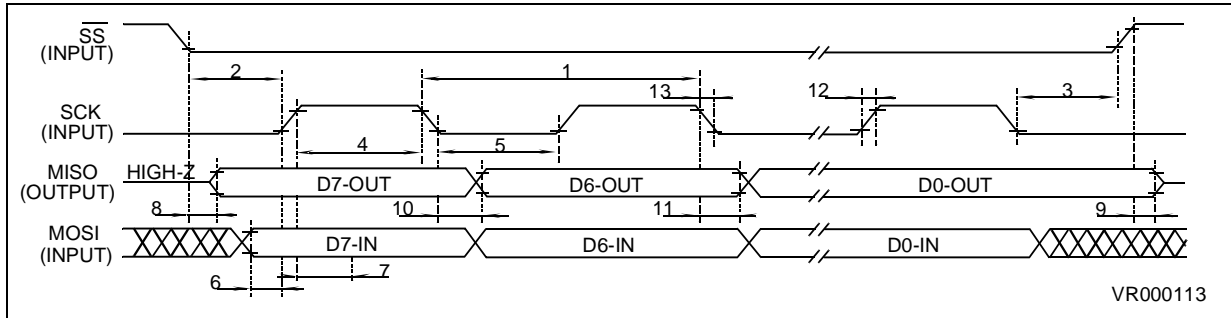 SS
(INPUT)
2
1
13
12
3
SCK
(INPUT)
4
5
MISO
(OUTPUT)
HIGH-Z
D7-OUT
D6-OUT
D0-OUT
8
10
11
9
MOSI
(INPUT)
D7-IN
D6-IN
D0-IN
6
7
VR000113